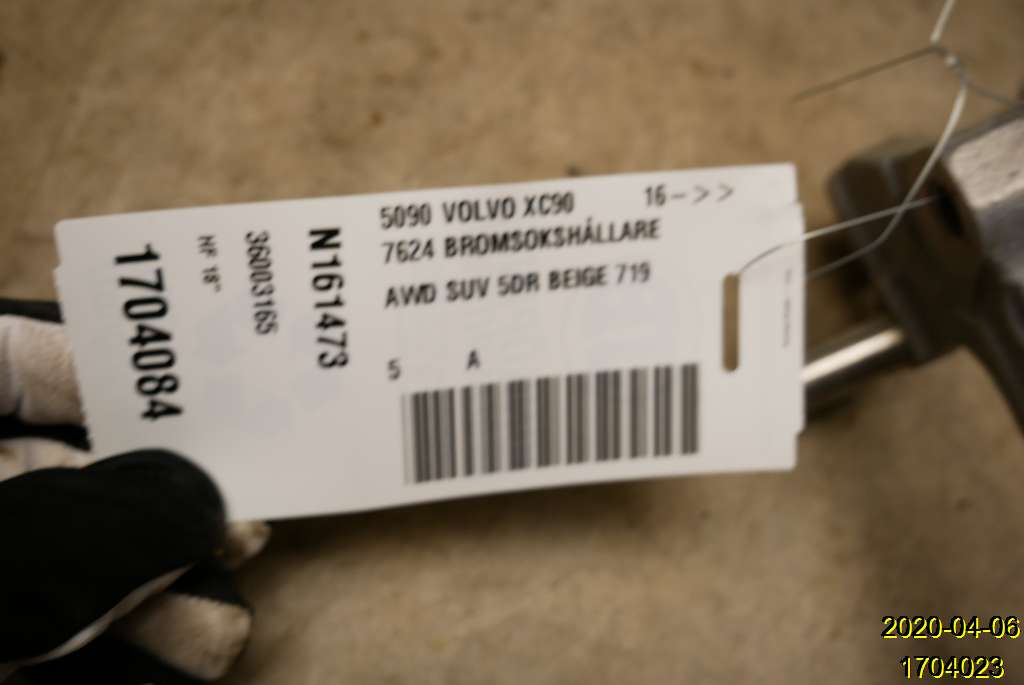 5090 VOLVO XC90 16->>
7624 BROMSOKSHÅLLARE
AWD SUV 5DR BEIGE 719
5 A
N161473
36003165
HF 18"
1704084
2020-04-06
1704023